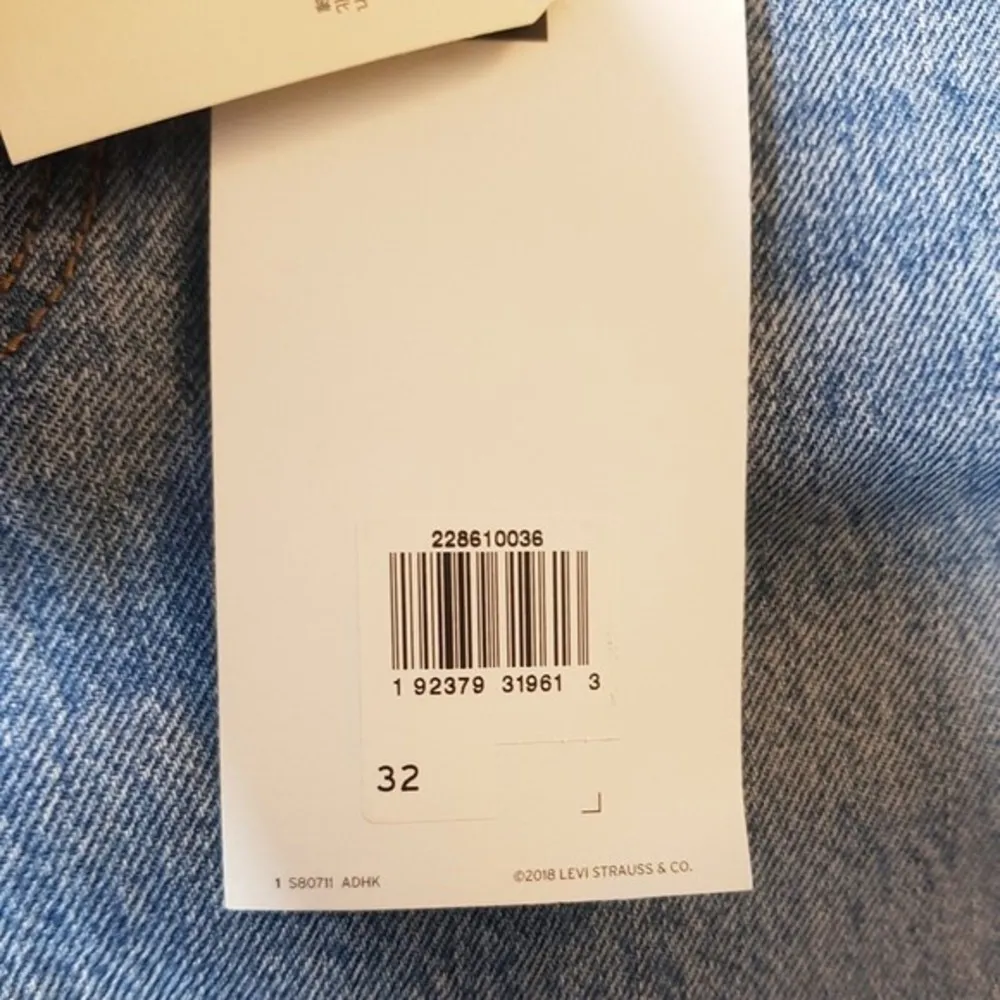 228610036
1 92379 31961 3
32
1 S80711 ADHK
©2018 LEVI STRAUSS & CO.